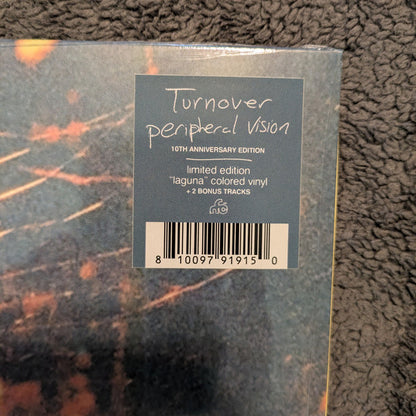 Turnover
peripheral vision
10TH ANNIVERSARY EDITION
limited edition
"laguna" colored vinyl
+ 2 BONUS TRACKS
8 10097 91915 0